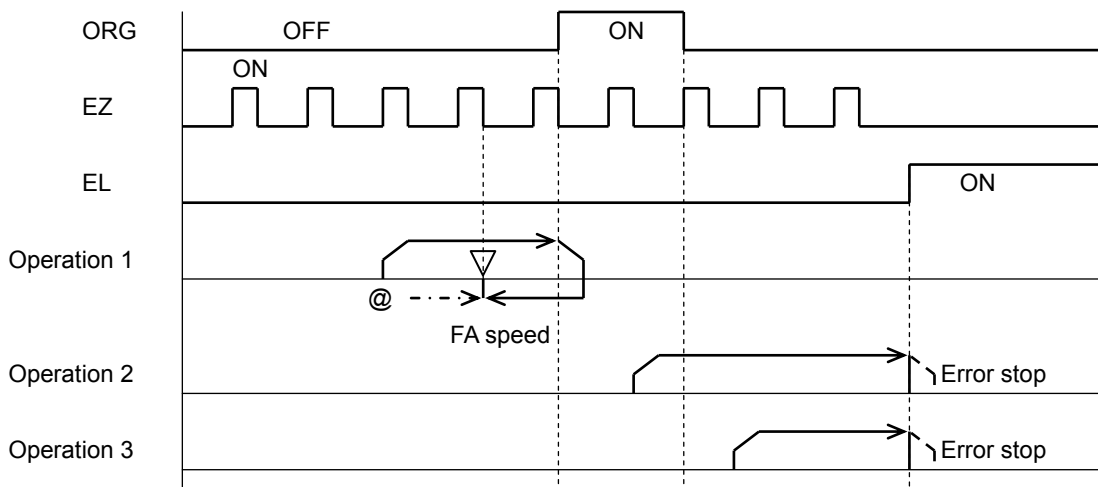 ORG OFF ON
ON
EZ
EL ON
Operation 1
@
FA speed
Operation 2 Error stop
Operation 3 Error stop